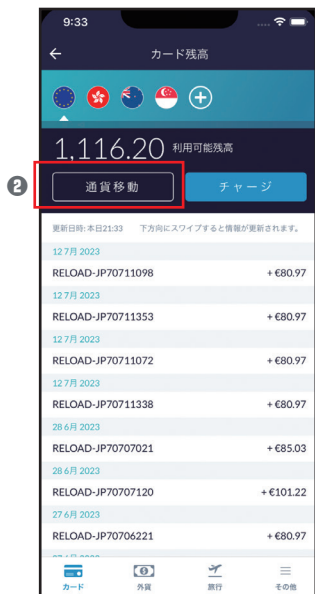 9:33
カード残高
1,116.20 利用可能残高
❷
通貨移動
チャージ
更新日時: 本日21:33 下方向にスワイプすると情報が更新されます。
12 7月 2023
RELOAD-JP70711098 +€80.97
12 7月 2023
RELOAD-JP70711353 +€80.97
12 7月 2023
RELOAD-JP70711072 +€80.97
12 7月 2023
RELOAD-JP70711338 +€80.97
28 6月 2023
RELOAD-JP70707021 +€85.03
28 6月 2023
RELOAD-JP70707120 +€101.22
27 6月 2023
RELOAD-JP70706221 +€80.97
カード 外貨 旅行 その他